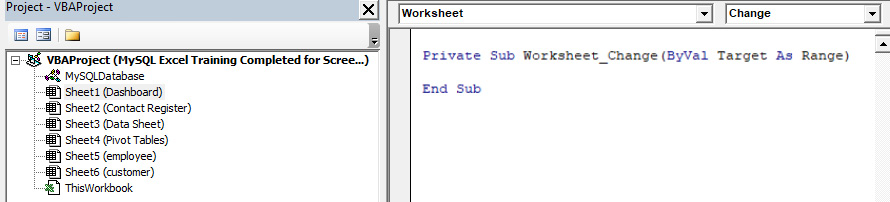 Project - VBAProject
VBAProject (MySQL Excel Training Completed for Scree...)
MySQLDatabase
Sheet1 (Dashboard)
Sheet2 (Contact Register)
Sheet3 (Data Sheet)
Sheet4 (Pivot Tables)
Sheet5 (employee)
Sheet6 (customer)
ThisWorkbook
Worksheet Change
Private Sub Worksheet_Change(ByVal Target As Range)
End Sub